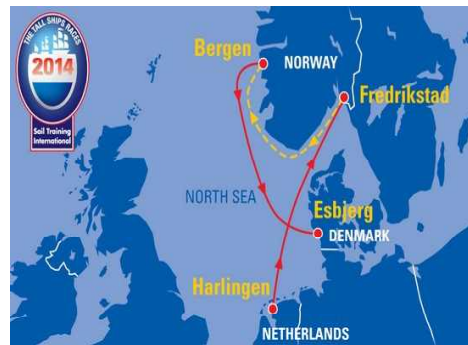 THE TALL SHIPS RACES
2014
Sail Training
International
Bergen
NORWAY
Fredrikstad
NORTH SEA
Esbjerg
DENMARK
Harlingen
NETHERLANDS